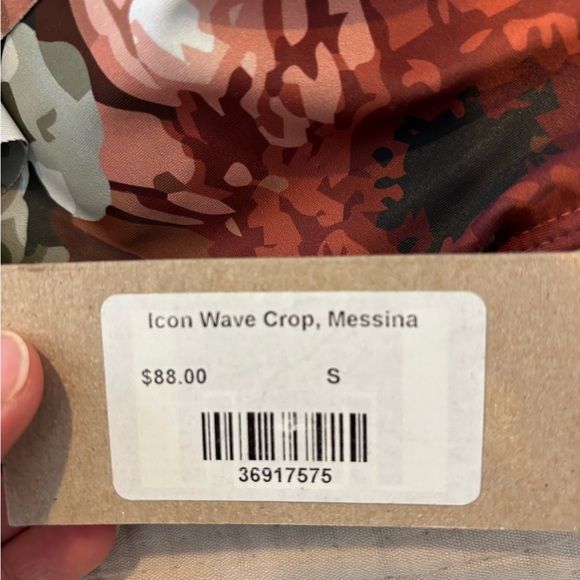 Icon Wave Crop, Messina
$88.00 S
36917575